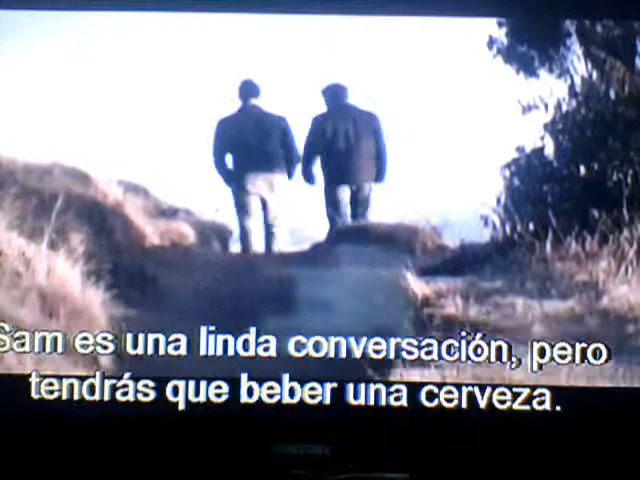 Sam es una linda conversación, pero
tendrás que beber una cerveza.